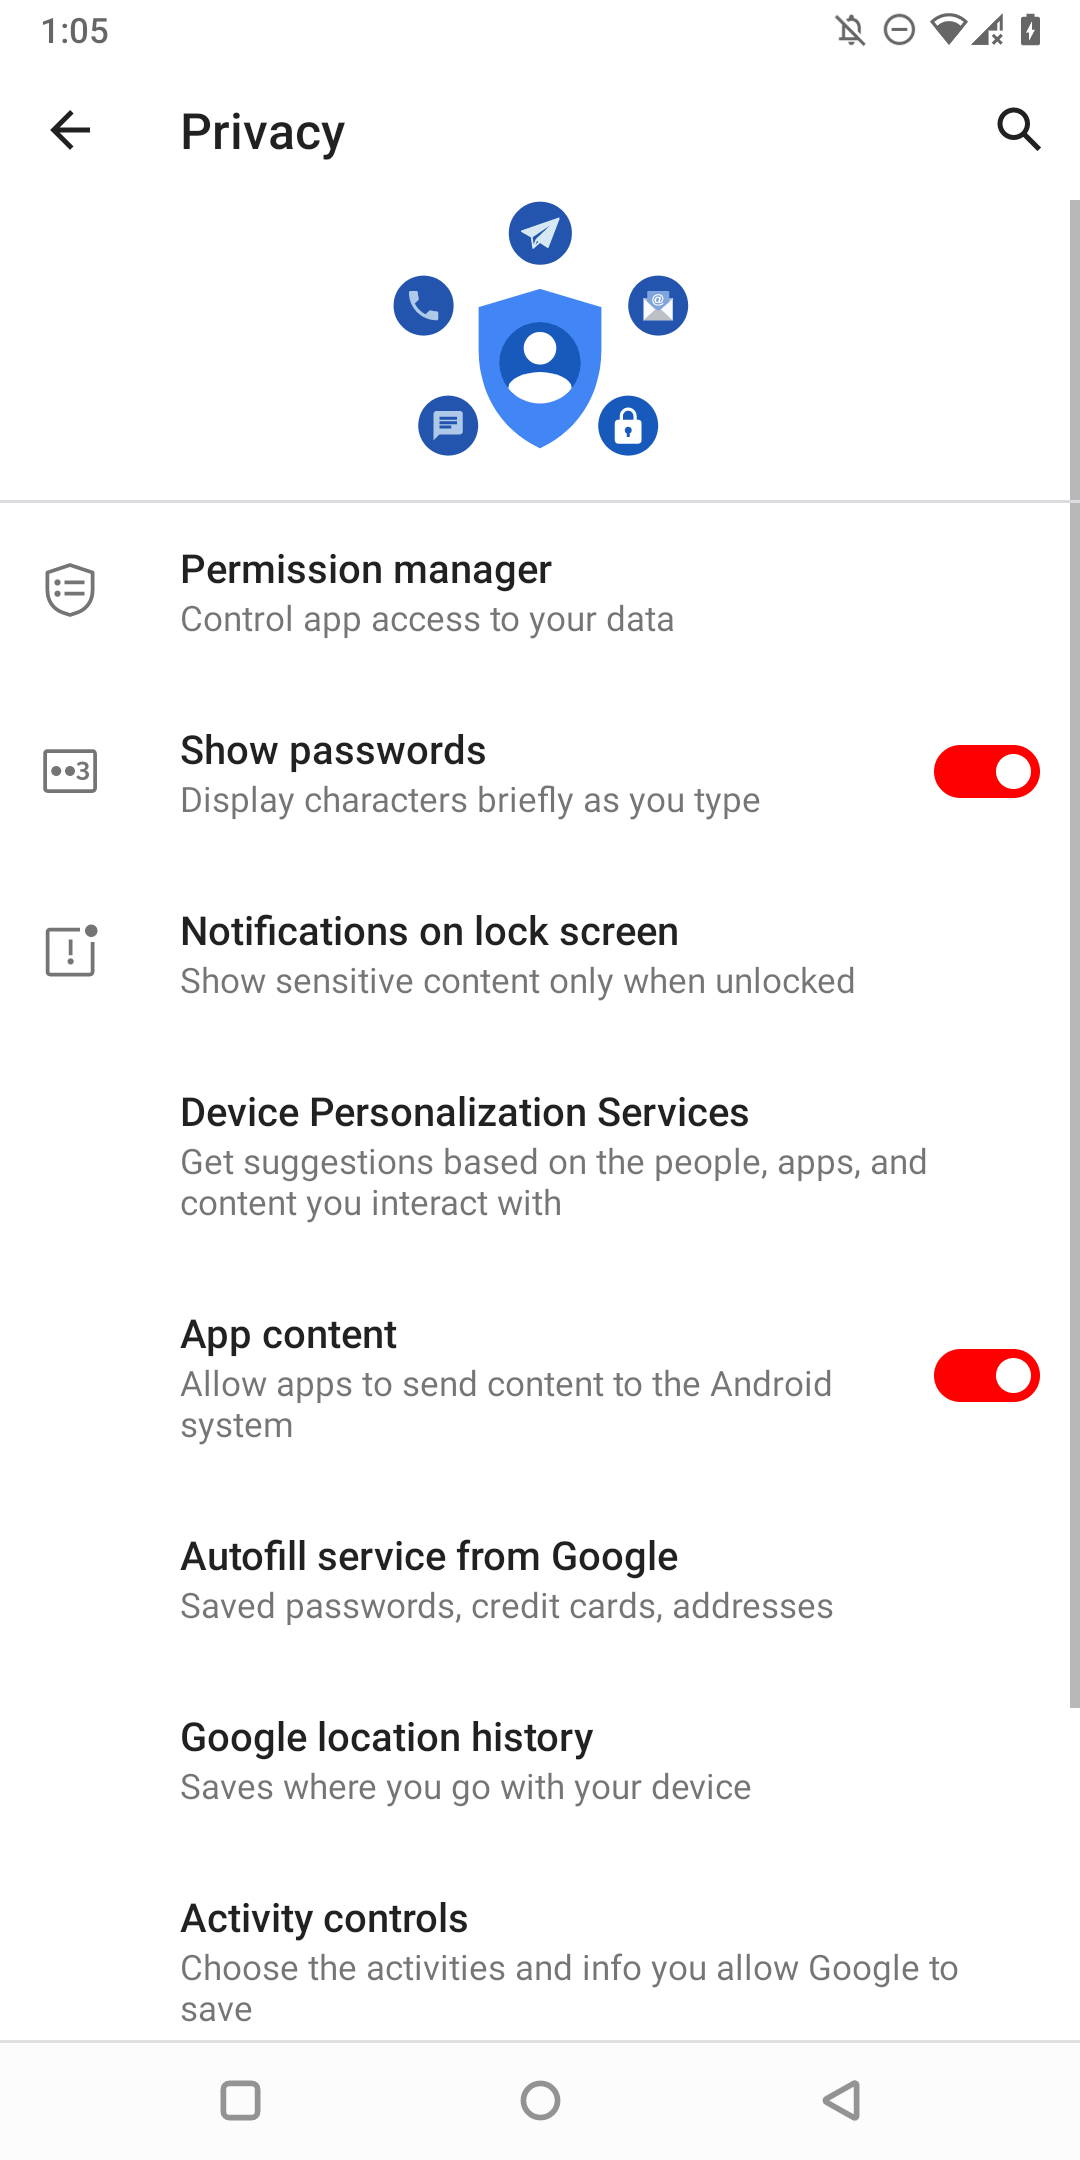 1:05
Privacy
Permission manager
Control app access to your data
Show passwords
Display characters briefly as you type
Notifications on lock screen
Show sensitive content only when unlocked
Device Personalization Services
Get suggestions based on the people, apps, and
content you interact with
App content
Allow apps to send content to the Android
system
Autofill service from Google
Saved passwords, credit cards, addresses
Google location history
Saves where you go with your device
Activity controls
Choose the activities and info you allow Google to
save